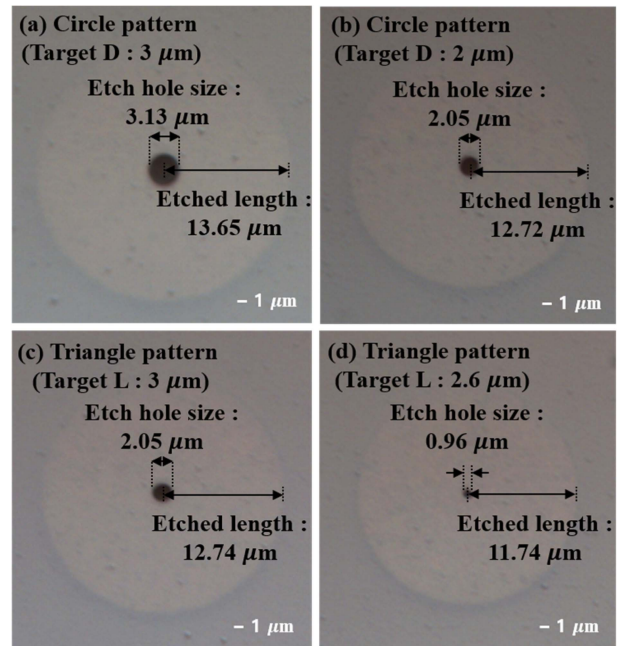 (a) Circle pattern
(Target D : 3 μm)
Etch hole size :
3.13 μm
Etched length :
13.65 μm
– 1 μm
(b) Circle pattern
(Target D : 2 μm)
Etch hole size :
2.05 μm
Etched length :
12.72 μm
– 1 μm
(c) Triangle pattern
(Target L : 3 μm)
Etch hole size :
2.05 μm
Etched length :
12.74 μm
– 1 μm
(d) Triangle pattern
(Target L : 2.6 μm)
Etch hole size :
0.96 μm
Etched length :
11.74 μm
– 1 μm